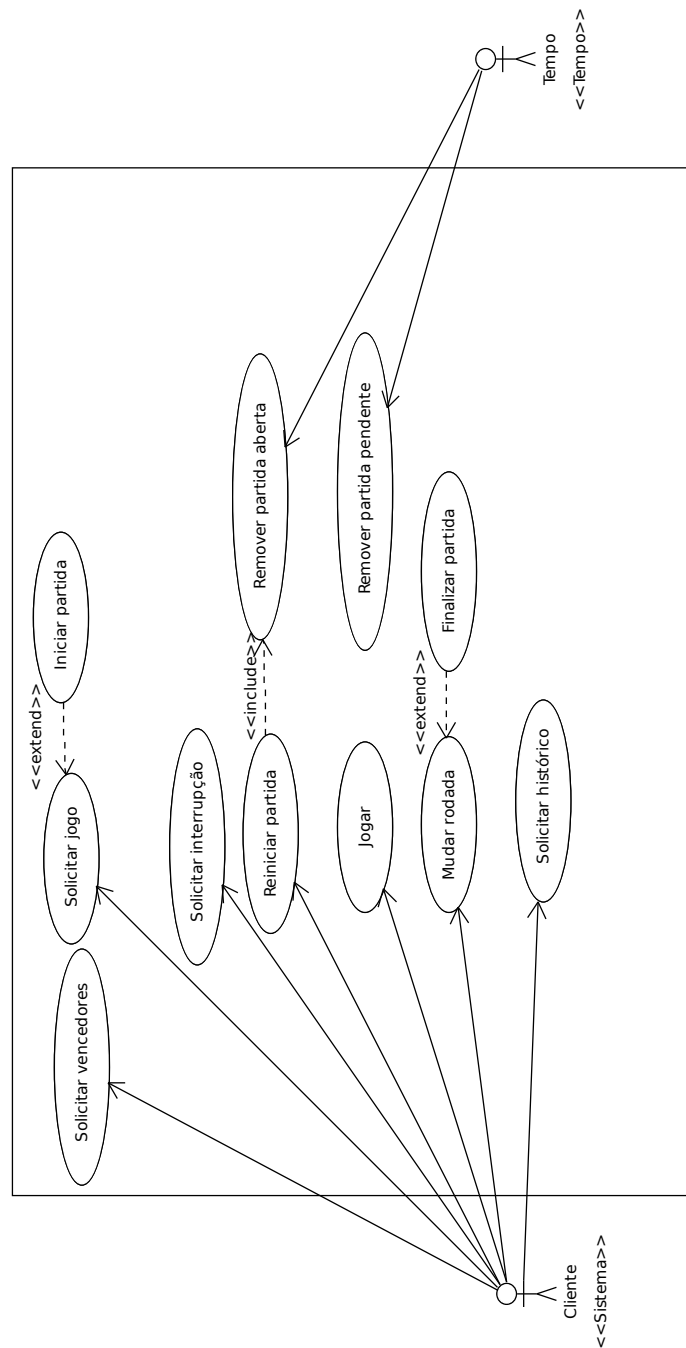 Solicitar vencedores
Solicitar jogo
<<extend>>
Iniciar partida
Solicitar interrupção
Reiniciar partida
<<include>>
Remover partida aberta
Jogar
Remover partida pendente
Mudar rodada
<<extend>>
Finalizar partida
Solicitar histórico
Cliente
<<Sistema>>
Tempo
<<Tempo>>